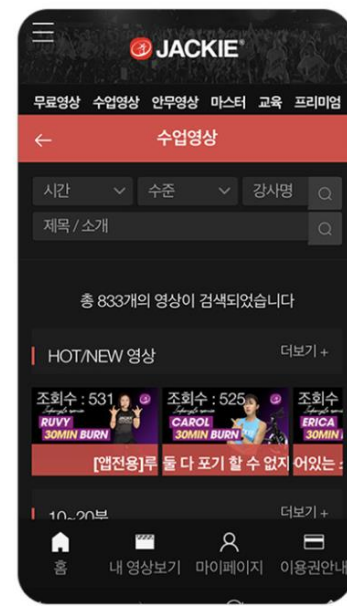 JACKIE
무료영상 수업영상 안무영상 마스터 교육 프리미엄
수업영상
시간 수준 강사명
제목 / 소개
총 833개의 영상이 검색되었습니다
HOT/NEW 영상 더보기 +
조회수 : 531 조회수 : 525 조회수
RUVY CAROL ERICA
30MIN BURN 30MIN BURN 30MIN
[앱전용]루 둘 다 포기 할 수 없지 어있는
10~20분 더보기 +
홈 내 영상보기 마이페이지 이용권안내